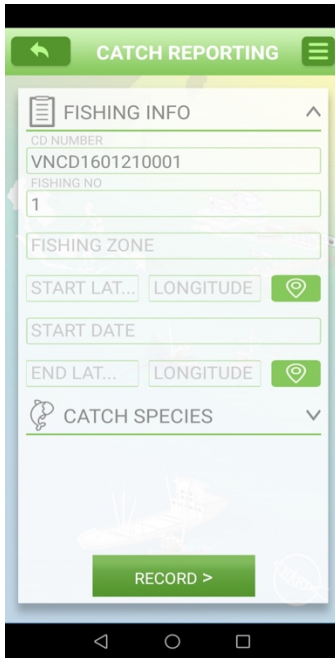 CATCH REPORTING
FISHING INFO
CD NUMBER
VNCD1601210001
FISHING NO
1
FISHING ZONE
START LAT... LONGITUDE
START DATE
END LAT... LONGITUDE
CATCH SPECIES
RECORD >